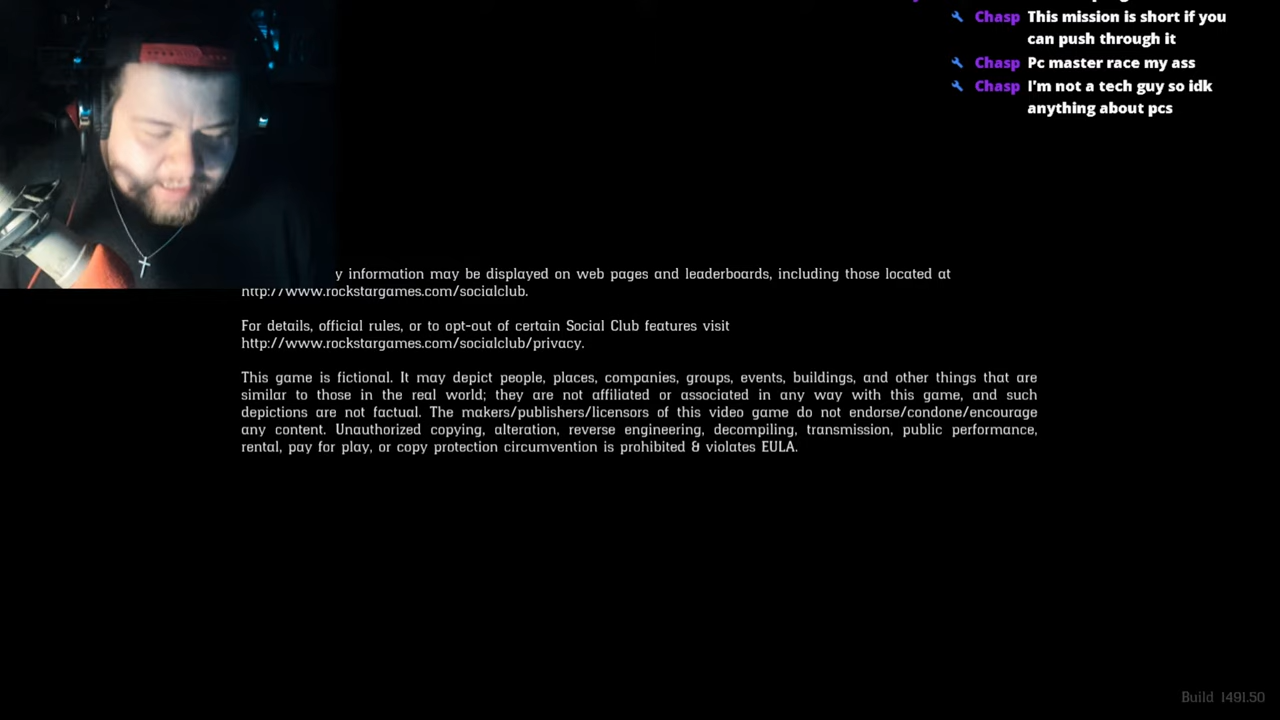 Chasp This mission is short if you
can push through it
Chasp Pc master race my ass
Chasp I'm not a tech guy so idk
anything about pcs
information may be displayed on web pages and leaderboards, including those located at
http://www.rockstargames.com/socialclub.
For details, official rules, or to opt-out of certain Social Club features visit
http://www.rockstargames.com/socialclub/privacy.
This game is fictional. It may depict people, places, companies, groups, events, buildings, and other things that are
similar to those in the real world; they are not affiliated or associated in any way with this game, and such
depictions are not factual. The makers/publishers/licensors of this video game do not endorse/condone/encourage
any content. Unauthorized copying, alteration, reverse engineering, decompiling, transmission, public performance,
rental, pay for play, or copy protection circumvention is prohibited & violates EULA.
Build 1491.50